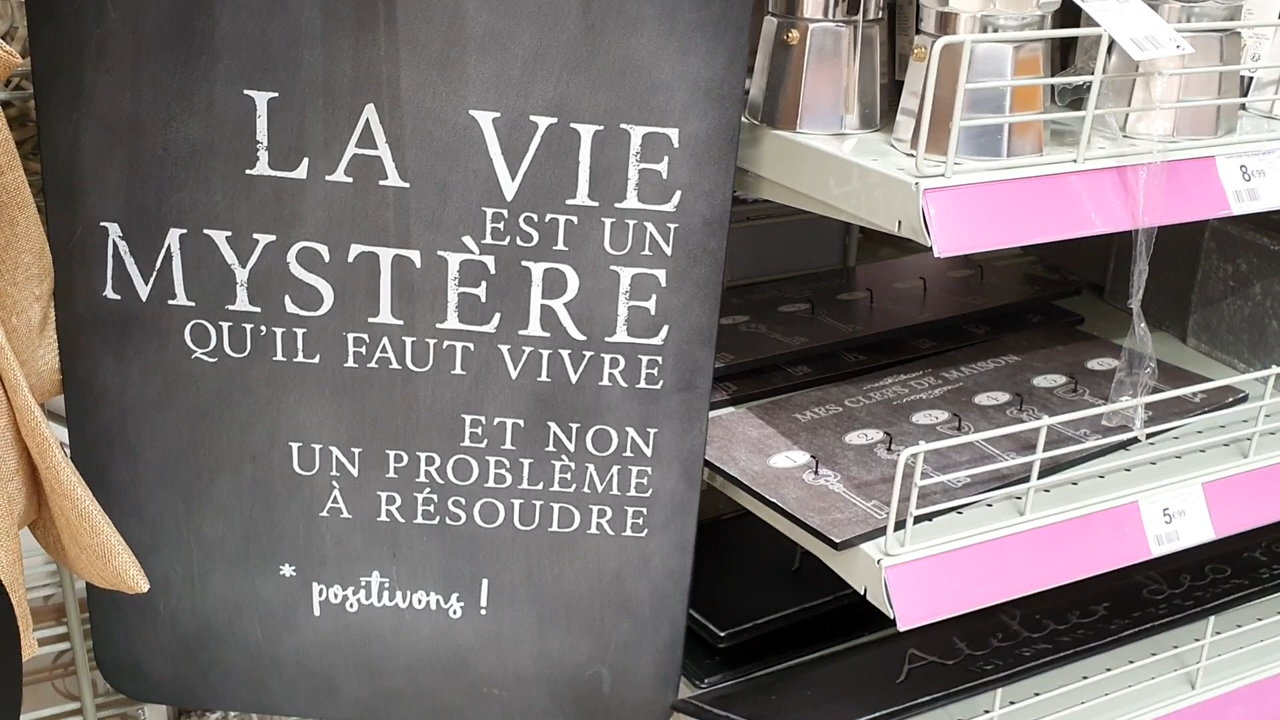 LA VIE
EST UN
MYSTÈRE
QU'IL FAUT VIVRE
ET NON
UN PROBLÈME
À RÉSOUDRE
* positivons !
8€99
MES CLEFS DE MAISON
1 2 3 4 5 6
5€99
Atelier des